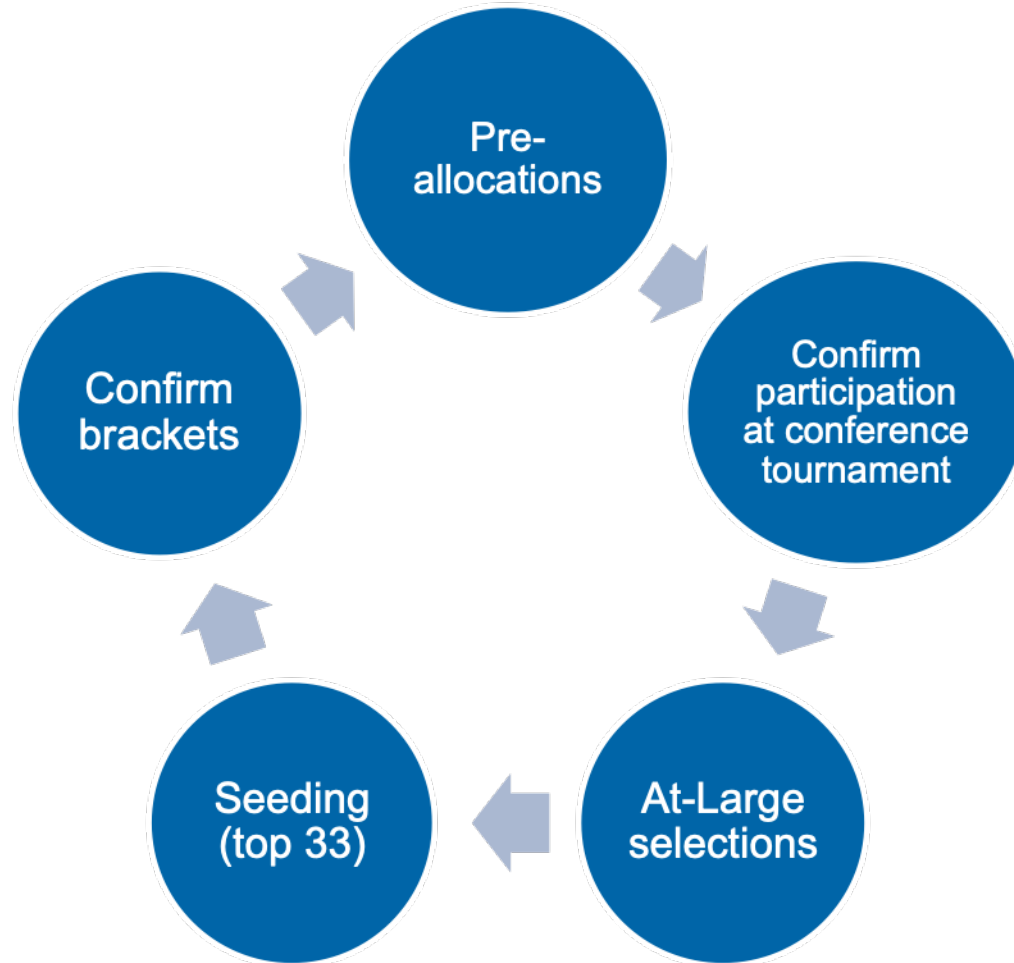 Pre-
allocations
Confirm
participation
at conference
tournament
At-Large
selections
Seeding
(top 33)
Confirm
brackets